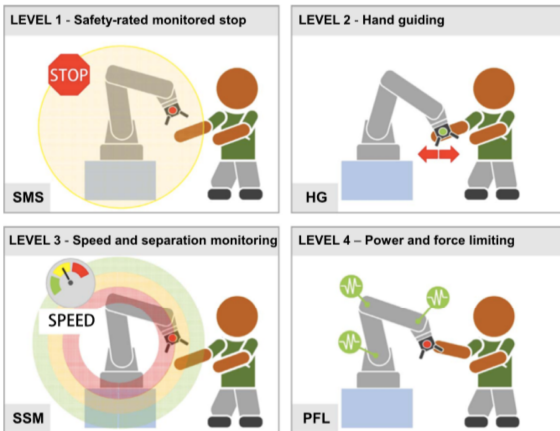 LEVEL 1 - Safety-rated monitored stop
STOP
SMS
LEVEL 2 - Hand guiding
HG
LEVEL 3 - Speed and separation monitoring
SPEED
SSM
LEVEL 4 – Power and force limiting
PFL